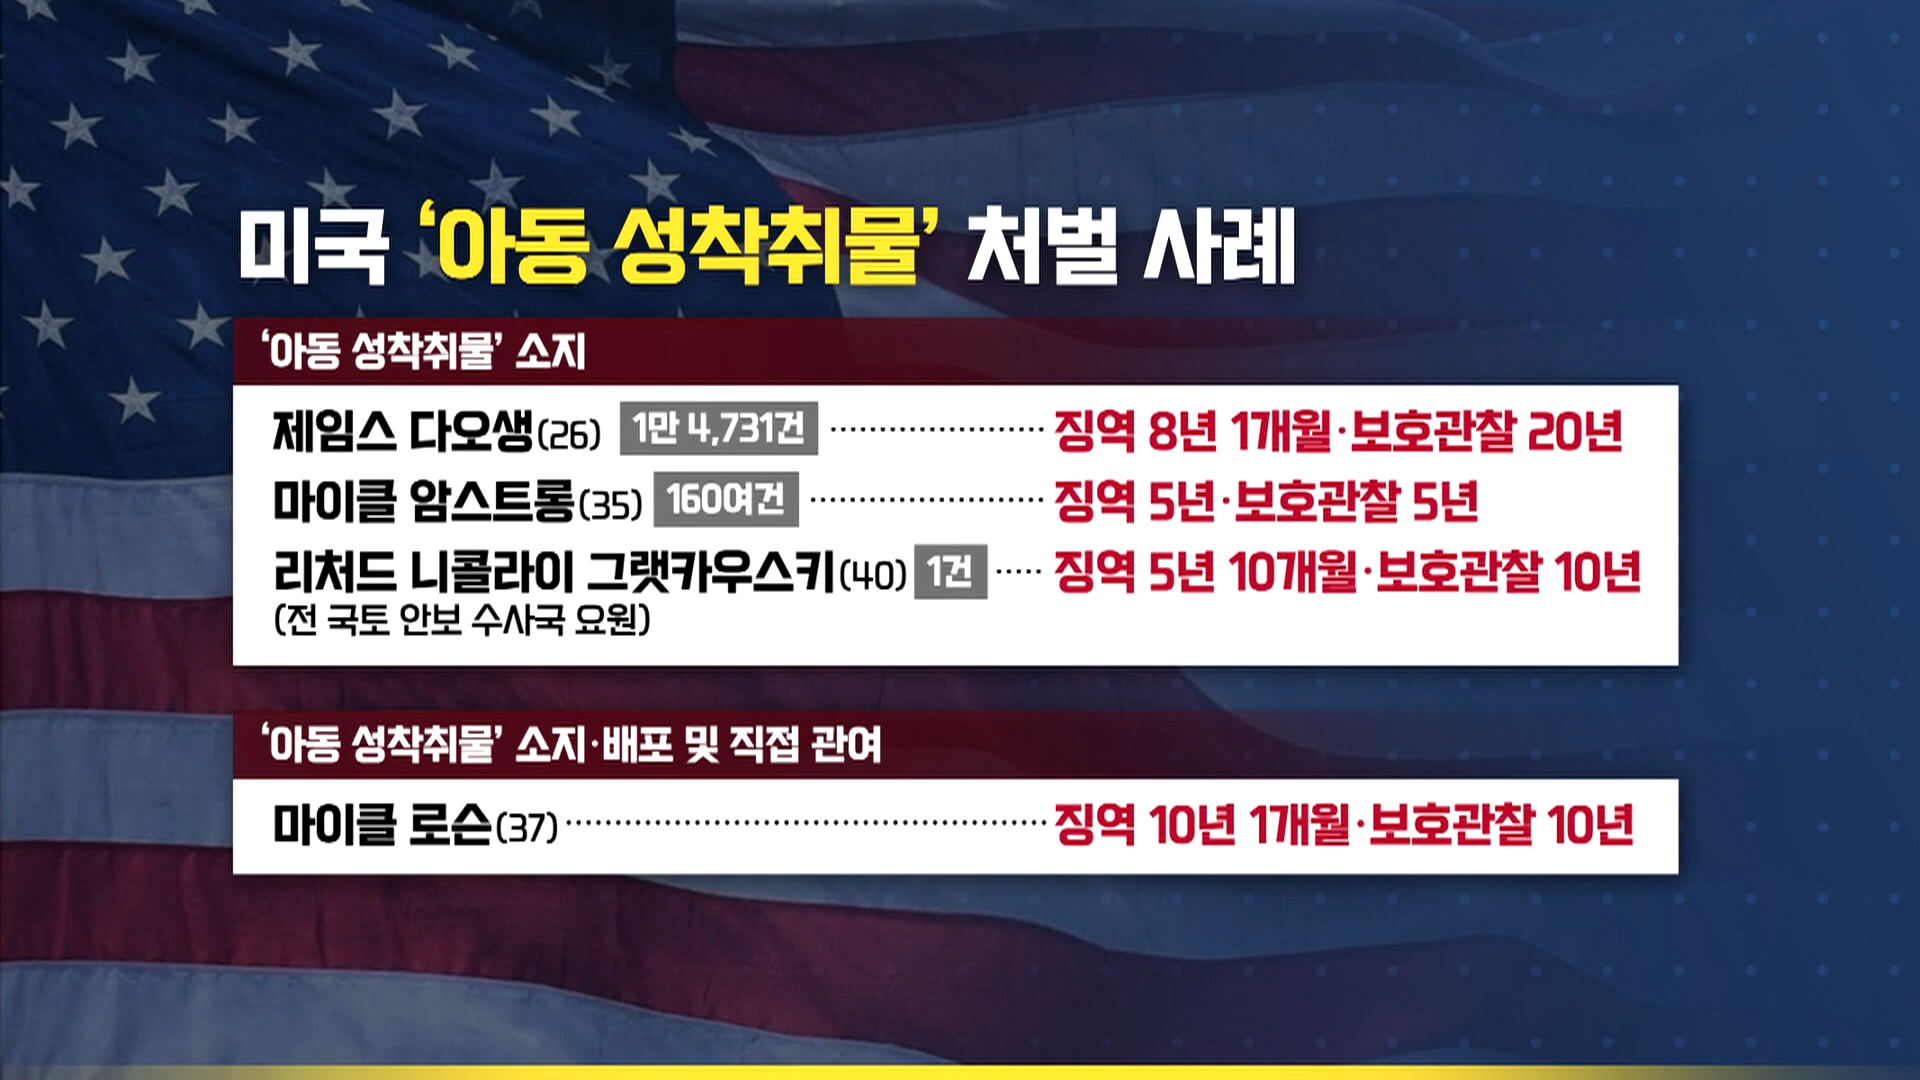 미국 ‘아동 성착취물’ 처벌 사례
‘아동 성착취물’ 소지
제임스 다오생(26) 1만 4,731건 ····· 징역 8년 1개월·보호관찰 20년
마이클 암스트롱(35) 160여건 ····· 징역 5년·보호관찰 5년
리처드 니콜라이 그랫카우스키(40) 1건 ····· 징역 5년 10개월·보호관찰 10년
(전 국토 안보 수사국 요원)
‘아동 성착취물’ 소지·배포 및 직접 관여
마이클 로슨(37) ····· 징역 10년 1개월·보호관찰 10년